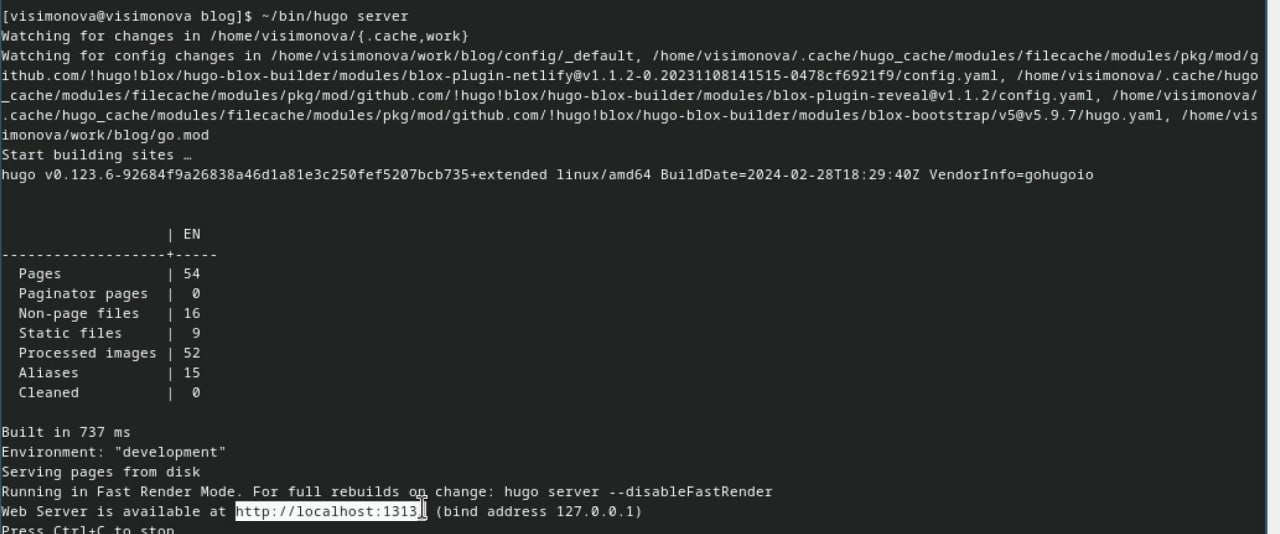 [visimonova@visimonova blog]$ ~/bin/hugo server
Watching for changes in /home/visimonova/{.cache,work}
Watching for config changes in /home/visimonova/work/blog/config/_default, /home/visimonova/.cache/hugo_cache/modules/filecache/modules/pkg/mod/g
ithub.com/!hugo!blox/hugo-blox-builder/modules/blox-plugin-netlify@v1.1.2-0.20231108141515-0478cf6921f9/config.yaml, /home/visimonova/.cache/hugo
_cache/modules/filecache/modules/pkg/mod/github.com/!hugo!blox/hugo-blox-builder/modules/blox-plugin-reveal@v1.1.2/config.yaml, /home/visimonova/
.cache/hugo_cache/modules/filecache/modules/pkg/mod/github.com/!hugo!blox/hugo-blox-builder/modules/blox-bootstrap/v5@v5.9.7/hugo.yaml, /home/vis
imonova/work/blog/go.mod
Start building sites …
hugo v0.123.6-92684f9a26838a46d1a81e3c250fef5207bcb735+extended linux/amd64 BuildDate=2024-02-28T18:29:40Z VendorInfo=gohugoio
                   | EN
-------------------+-----
  Pages            | 54
  Paginator pages  |  0
  Non-page files   | 16
  Static files     |  9
  Processed images | 52
  Aliases          | 15
  Cleaned          |  0
Built in 737 ms
Environment: "development"
Serving pages from disk
Running in Fast Render Mode. For full rebuilds on change: hugo server --disableFastRender
Web Server is available at http://localhost:1313/ (bind address 127.0.0.1)
Press Ctrl+C to stop